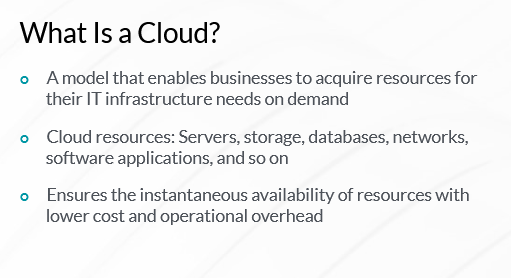 What Is a Cloud?
A model that enables businesses to acquire resources for
their IT infrastructure needs on demand
Cloud resources: Servers, storage, databases, networks,
software applications, and so on
Ensures the instantaneous availability of resources with
lower cost and operational overhead